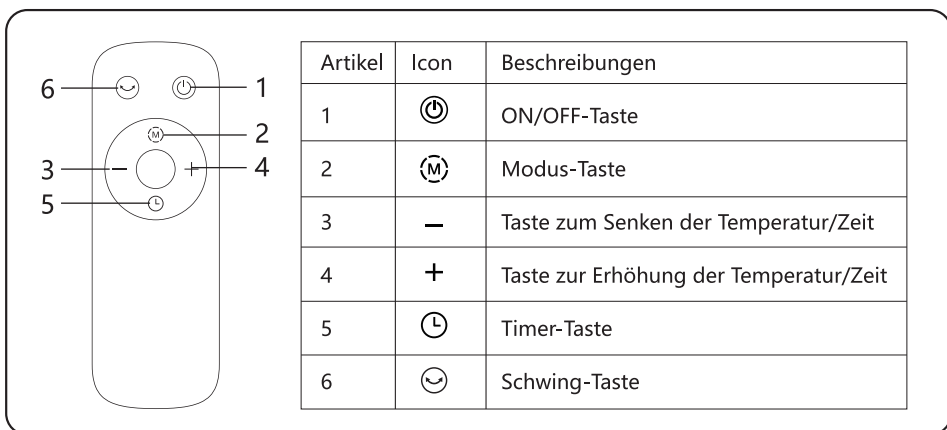 6 1
M 2
3 − + 4
5
Artikel Icon Beschreibungen
1 ON/OFF-Taste
2 M Modus-Taste
3 − Taste zum Senken der Temperatur/Zeit
4 + Taste zur Erhöhung der Temperatur/Zeit
5 Timer-Taste
6 Schwing-Taste